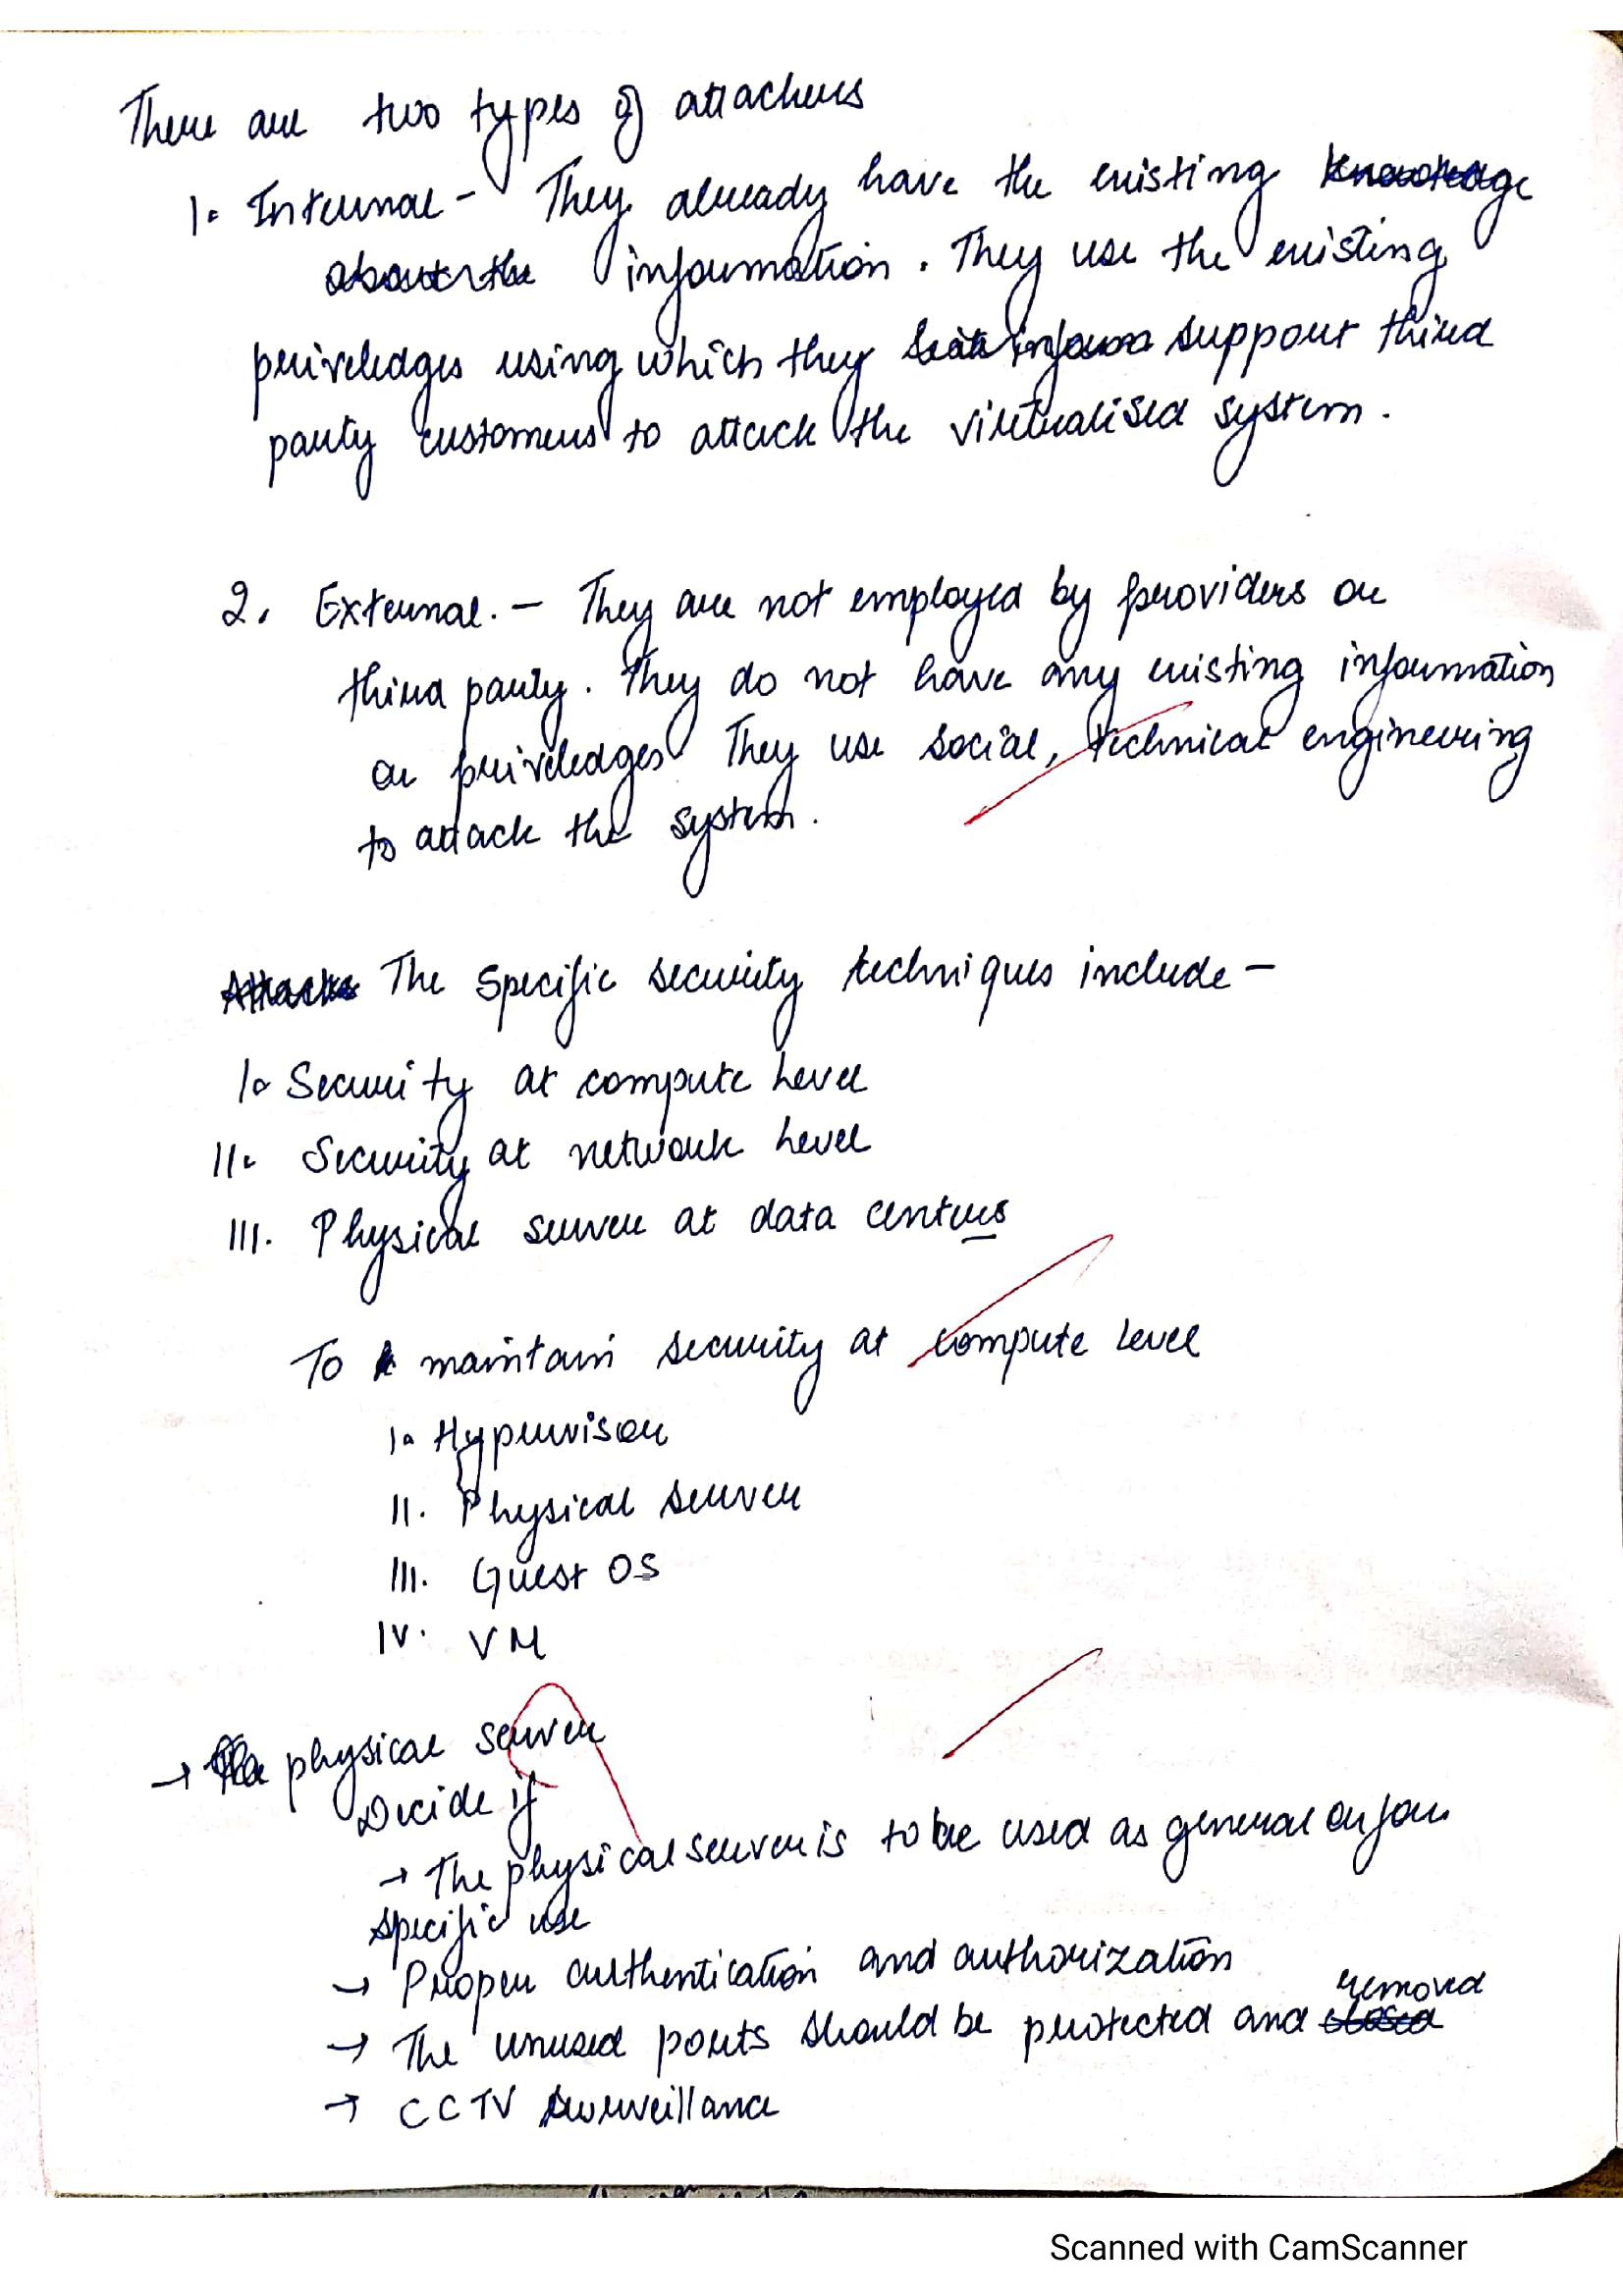 There are two types of attackers
1. Internal - They already have the existing knowledge
about the information. They use the existing
priveledges using which they support third
party customers to attack the virtualised system.
2. External. - They are not employed by providers or
third party. They do not have any existing information
or priveledges They use social, technical engineering
to attack the system.
Attacks The specific security techniques include -
I. Security at compute level
II. Security at network level
III. Physical server at data centers
To maintain security at compute level
I. Hypervisor
II. Physical server
III. Guest OS
IV. VM
→ physical server
Decide if
→ The physical server is to be used as general or for
specific use
→ Proper authentication and authorization
removed
→ The unused ports should be protected and closed
→ CCTV surveillance
Scanned with CamScanner